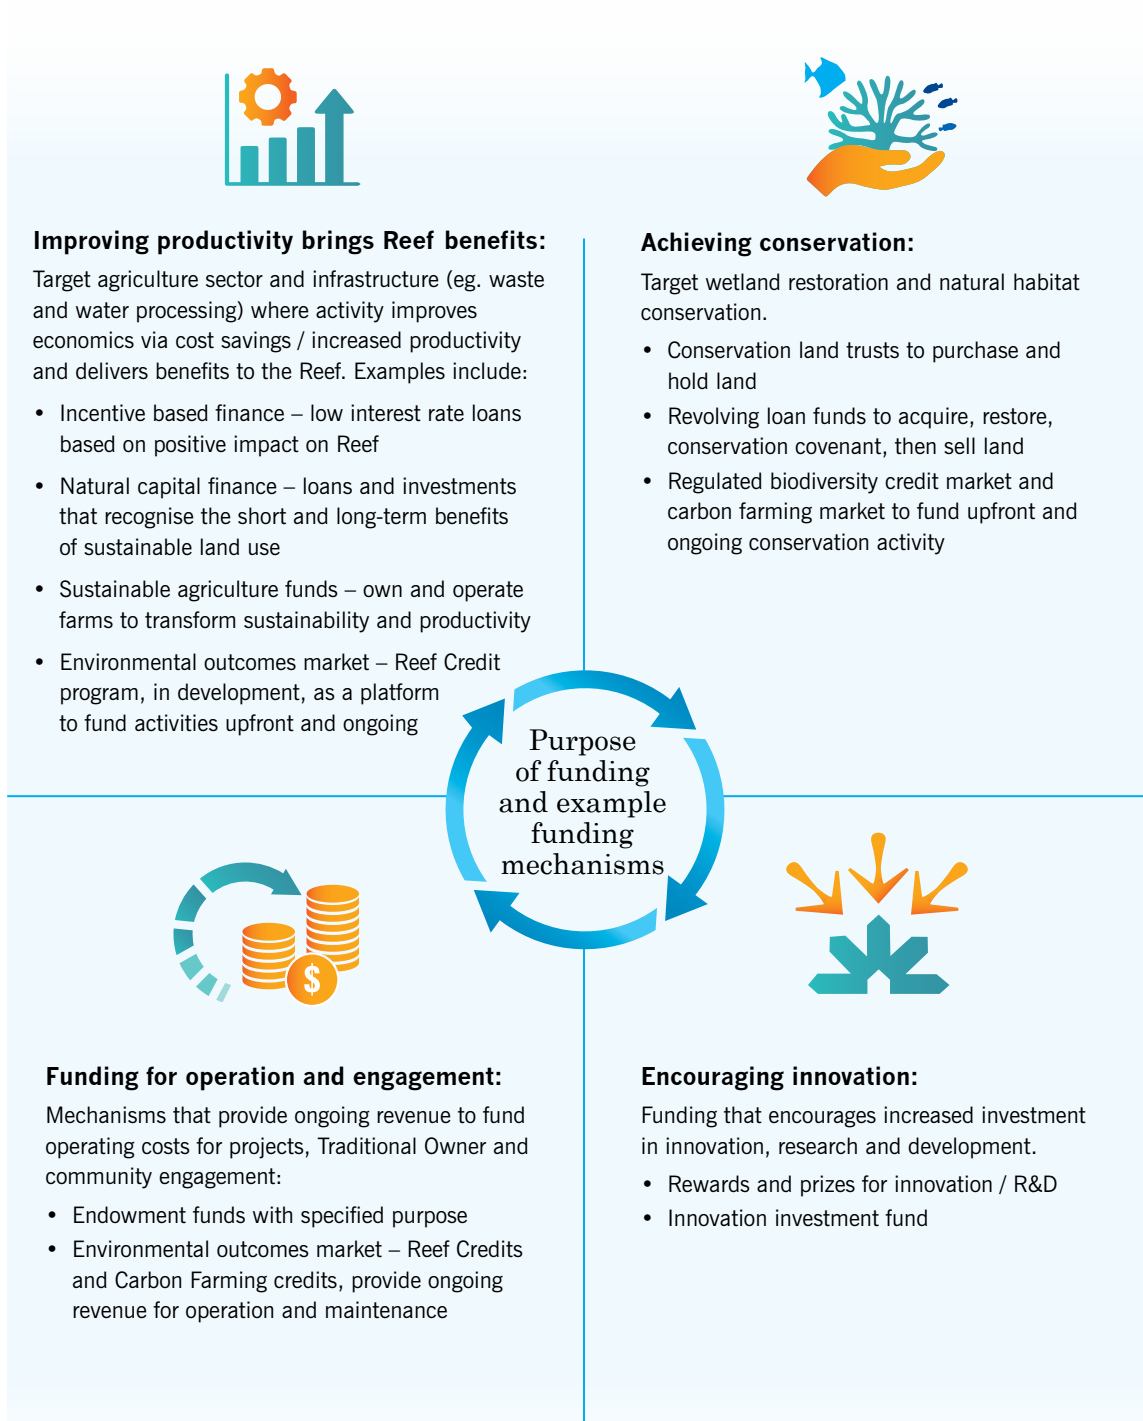 Improving productivity brings Reef benefits:
Target agriculture sector and infrastructure (eg. waste
and water processing) where activity improves
economics via cost savings / increased productivity
and delivers benefits to the Reef. Examples include:
• Incentive based finance – low interest rate loans
based on positive impact on Reef
• Natural capital finance – loans and investments
that recognise the short and long-term benefits
of sustainable land use
• Sustainable agriculture funds – own and operate
farms to transform sustainability and productivity
• Environmental outcomes market – Reef Credit
program, in development, as a platform
to fund activities upfront and ongoing
Achieving conservation:
Target wetland restoration and natural habitat
conservation.
• Conservation land trusts to purchase and
hold land
• Revolving loan funds to acquire, restore,
conservation covenant, then sell land
• Regulated biodiversity credit market and
carbon farming market to fund upfront and
ongoing conservation activity
Purpose
of funding
and example
funding
mechanisms
$
Funding for operation and engagement:
Mechanisms that provide ongoing revenue to fund
operating costs for projects, Traditional Owner and
community engagement:
• Endowment funds with specified purpose
• Environmental outcomes market – Reef Credits
and Carbon Farming credits, provide ongoing
revenue for operation and maintenance
Encouraging innovation:
Funding that encourages increased investment
in innovation, research and development.
• Rewards and prizes for innovation / R&D
• Innovation investment fund